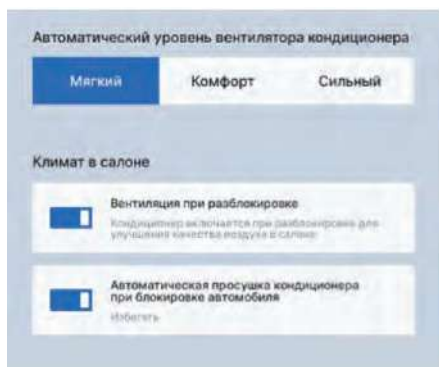 Автоматический уровень вентилятора кондиционера
Мягкий Комфорт Сильный
Климат в салоне
Вентиляция при разблокировке
Кондиционер включается при разблокировке для
улучшения качества воздуха в салоне
Автоматическая просушка кондиционера
при блокировке автомобиля
Избегать